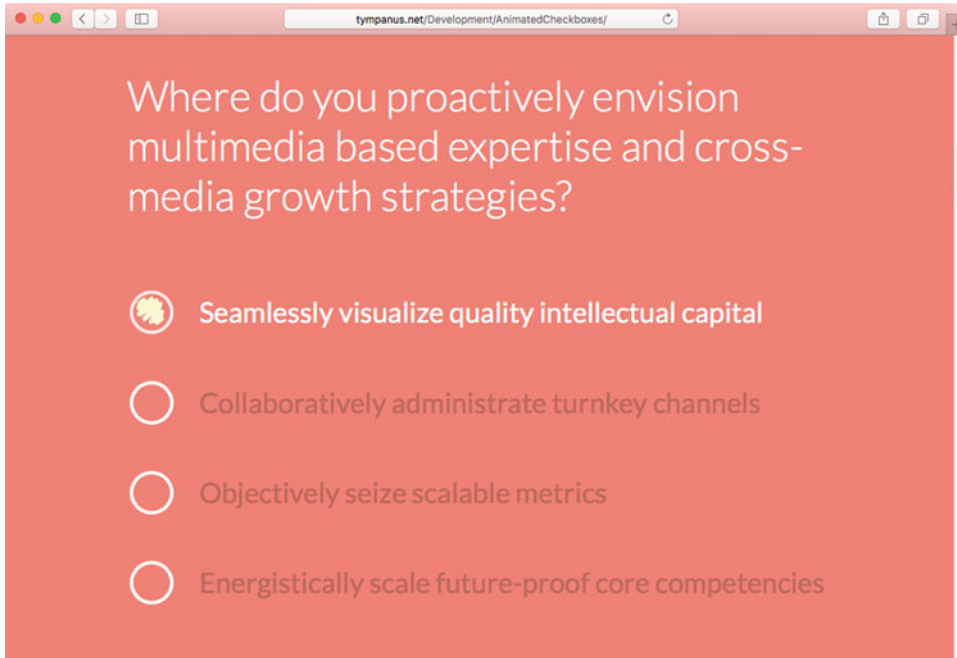 tympanus.net/Development/AnimatedCheckboxes/
Where do you proactively envision
multimedia based expertise and cross-
media growth strategies?
Seamlessly visualize quality intellectual capital
Collaboratively administrate turnkey channels
Objectively seize scalable metrics
Energistically scale future-proof core competencies